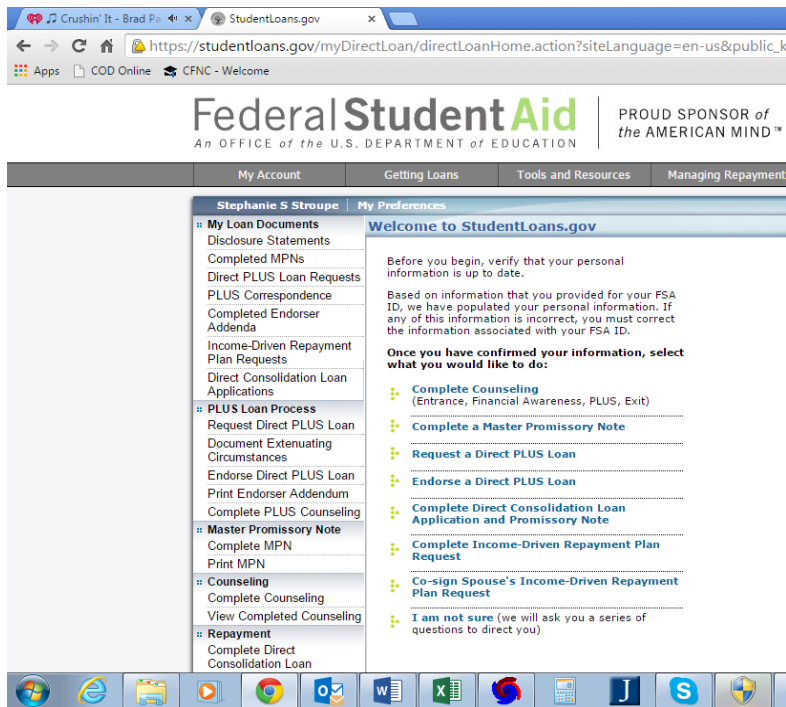 Crushin' It - Brad Pa
StudentLoans.gov
https://studentloans.gov/myDirectLoan/directLoanHome.action?siteLanguage=en-us&public_k
Apps
COD Online
CFNC - Welcome
Federal Student Aid
An OFFICE of the U.S. DEPARTMENT of EDUCATION
PROUD SPONSOR of
the AMERICAN MIND™
My Account
Getting Loans
Tools and Resources
Managing Repayment
Stephanie S Stroupe
My Preferences
My Loan Documents
Disclosure Statements
Completed MPNs
Direct PLUS Loan Requests
PLUS Correspondence
Completed Endorser
Addenda
Income-Driven Repayment
Plan Requests
Direct Consolidation Loan
Applications
PLUS Loan Process
Request Direct PLUS Loan
Document Extenuating
Circumstances
Endorse Direct PLUS Loan
Print Endorser Addendum
Complete PLUS Counseling
Master Promissory Note
Complete MPN
Print MPN
Counseling
Complete Counseling
View Completed Counseling
Repayment
Complete Direct
Consolidation Loan
Welcome to StudentLoans.gov
Before you begin, verify that your personal
information is up to date.
Based on information that you provided for your FSA
ID, we have populated your personal information. If
any of this information is incorrect, you must correct
the information associated with your FSA ID.
Once you have confirmed your information, select
what you would like to do:
Complete Counseling
(Entrance, Financial Awareness, PLUS, Exit)
Complete a Master Promissory Note
Request a Direct PLUS Loan
Endorse a Direct PLUS Loan
Complete Direct Consolidation Loan
Application and Promissory Note
Complete Income-Driven Repayment Plan
Request
Co-sign Spouse's Income-Driven Repayment
Plan Request
I am not sure (we will ask you a series of
questions to direct you)